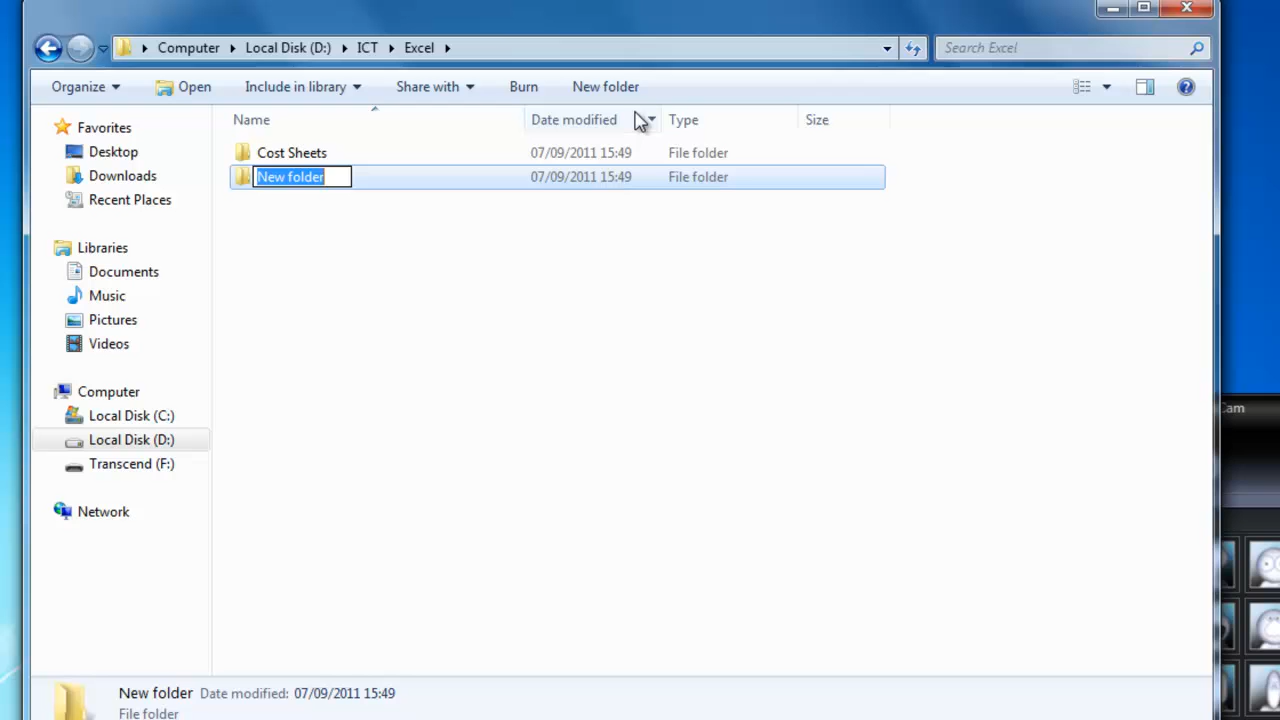 Computer Local Disk (D:) ICT Excel Search Excel
Organize Open Include in library Share with Burn New folder
Name Date modified Type Size
Cost Sheets 07/09/2011 15:49 File folder
New folder 07/09/2011 15:49 File folder
Favorites
Desktop
Downloads
Recent Places
Libraries
Documents
Music
Pictures
Videos
Computer
Local Disk (C:)
Local Disk (D:)
Transcend (F:)
Network
Cam
New folder Date modified: 07/09/2011 15:49
File folder